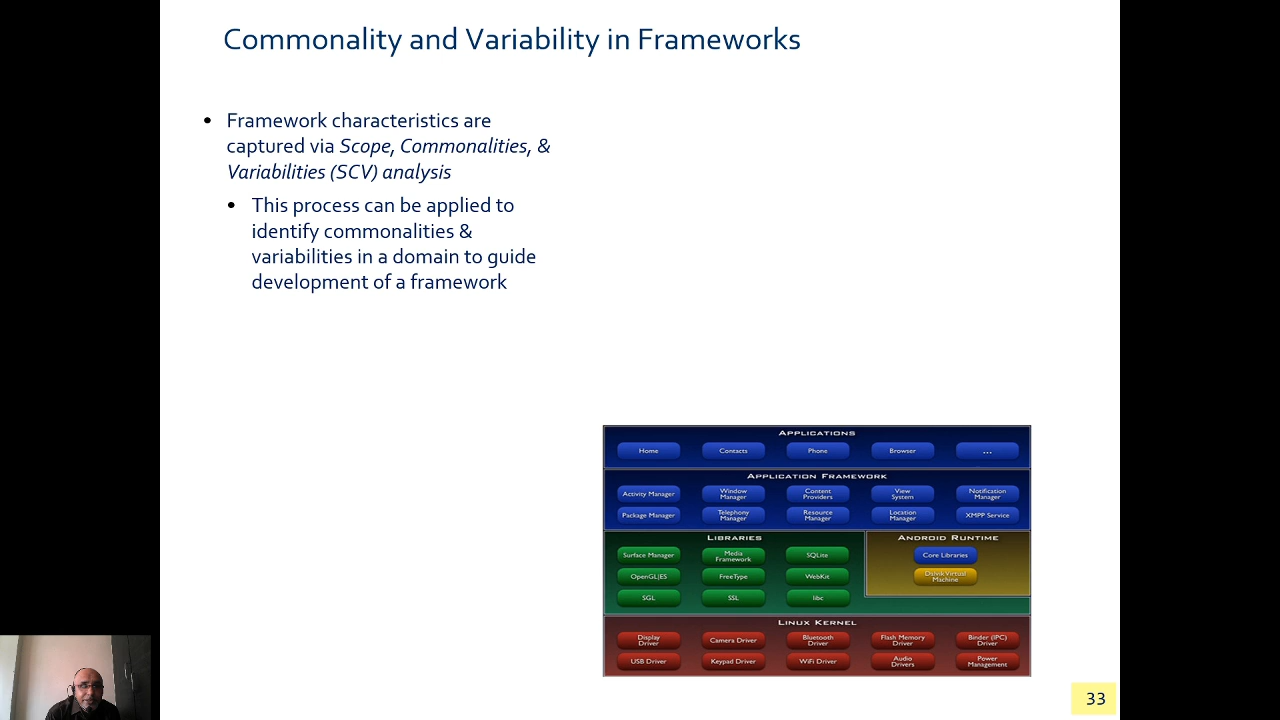 Commonality and Variability in Frameworks
• Framework characteristics are
captured via Scope, Commonalities, &
Variabilities (SCV) analysis
• This process can be applied to
identify commonalities &
variabilities in a domain to guide
development of a framework
APPLICATIONS
Home Contacts Phone Browser ...
APPLICATION FRAMEWORK
Activity Manager Window Manager Content Providers View System Notification Manager
Package Manager Telephony Manager Resource Manager Location Manager XMPP Service
LIBRARIES
Surface Manager Media Framework SQLite
OpenGL|ES FreeType WebKit
SGL SSL libc
ANDROID RUNTIME
Core Libraries
Dalvik Virtual Machine
LINUX KERNEL
Display Driver Camera Driver Bluetooth Driver Flash Memory Driver Binder (IPC) Driver
USB Driver Keypad Driver WiFi Driver Audio Drivers Power Management
33